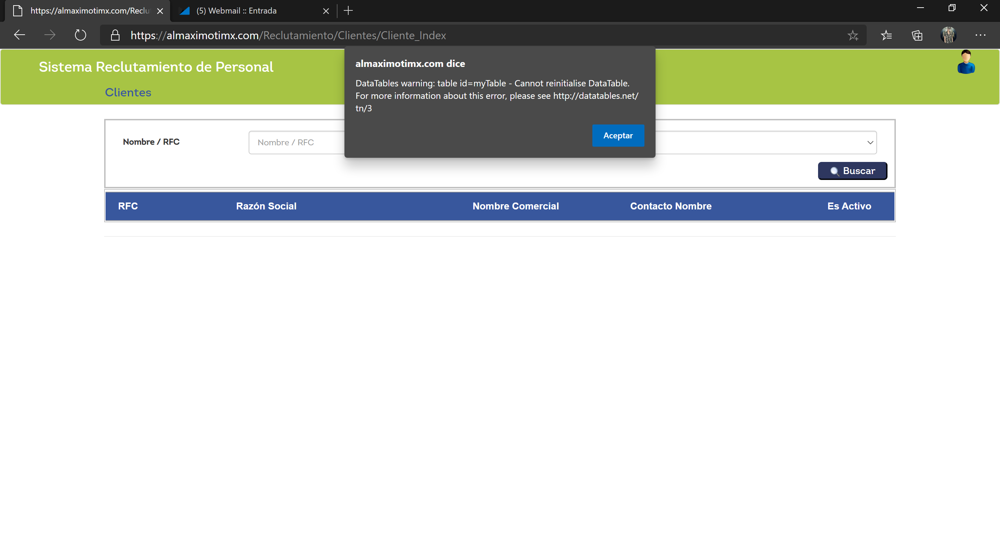 https://almaximotimx.com/Reclu
(5) Webmail :: Entrada
https://almaximotimx.com/Reclutamiento/Clientes/Cliente_Index
Sistema Reclutamiento de Personal
Clientes
almaximotimx.com dice
DataTables warning: table id=myTable - Cannot reinitialise DataTable.
For more information about this error, please see http://datatables.net/
tn/3
Aceptar
Nombre / RFC
Nombre / RFC
Buscar
RFC Razón Social Nombre Comercial Contacto Nombre Es Activo